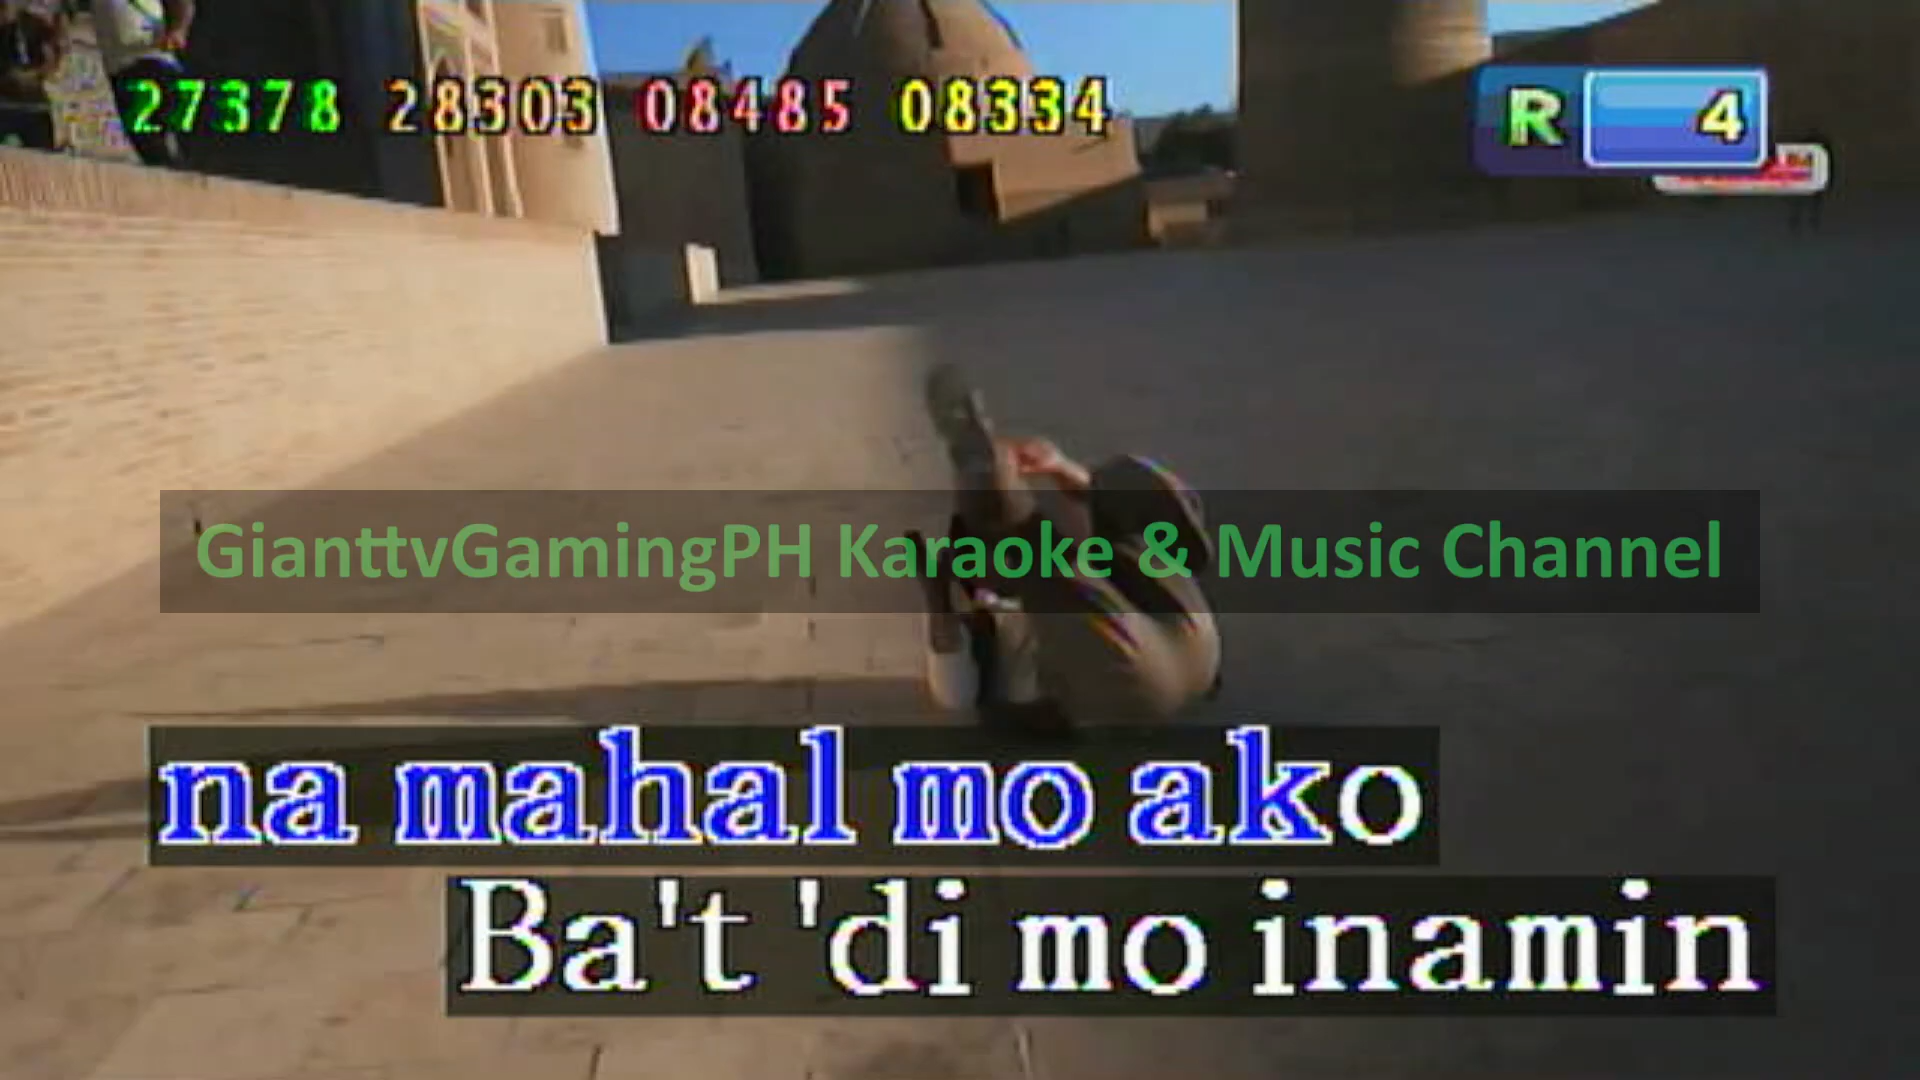 27378 28303 08485 08334
R 4
GianttvGamingPH Karaoke & Music Channel
na mahal mo ako
Ba't 'di mo inamin